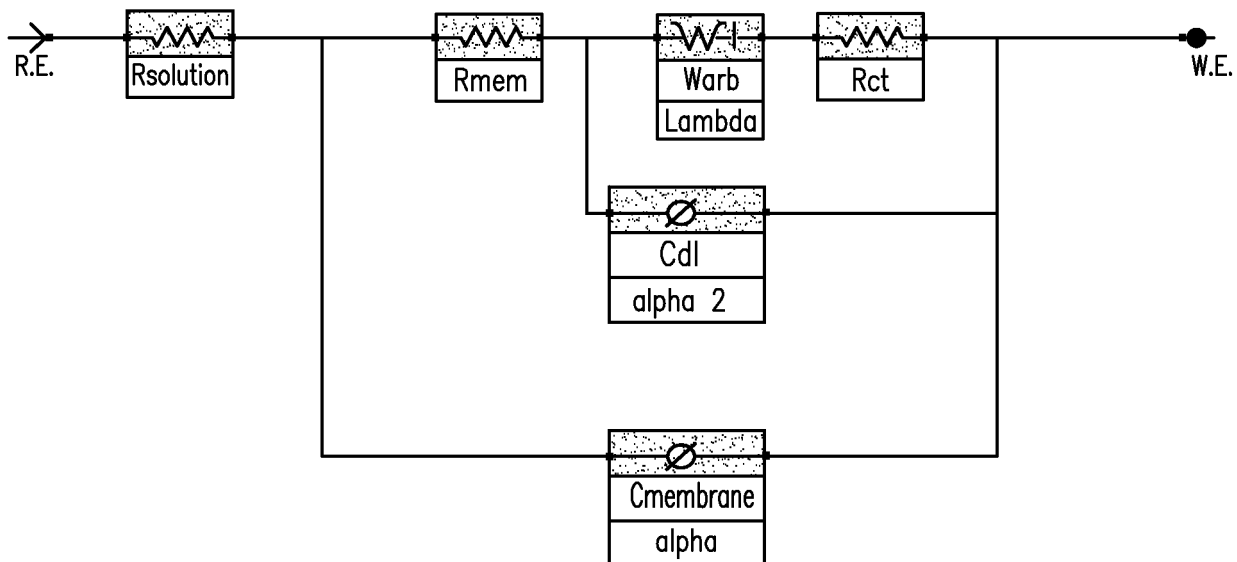 R.E.
Rsolution
Rmem
Warb
Lambda
Rct
W.E.
Cdl
alpha 2
Cmembrane
alpha